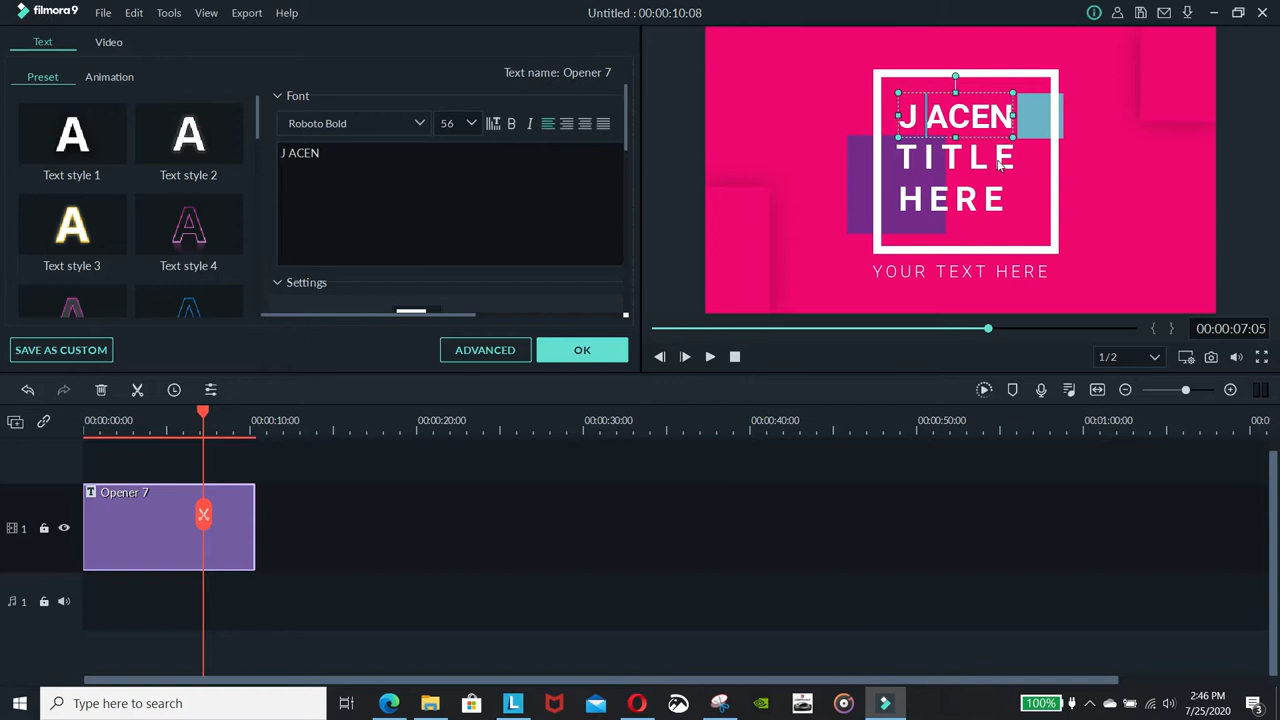 filmora9
File Edit Tools View Export Help
Untitled : 00:00:10:08
Text Video
Preset Animation
Text name: Opener 7
Font
Roboto Bold 56 B I
J ACEN
A A
Text style 1 Text style 2
A A
Text style 3 Text style 4
A A
Settings
SAVE AS CUSTOM ADVANCED OK
J ACEN
TITLE
HERE
YOUR TEXT HERE
00:00:07:05
1/2
00:00:00:00 00:00:10:00 00:00:20:00 00:00:30:00 00:00:40:00 00:00:50:00 00:01:00:00 00:0
T Opener 7
1
1
Type here to search
L
100%
2:46 PM
7/25/2020
3